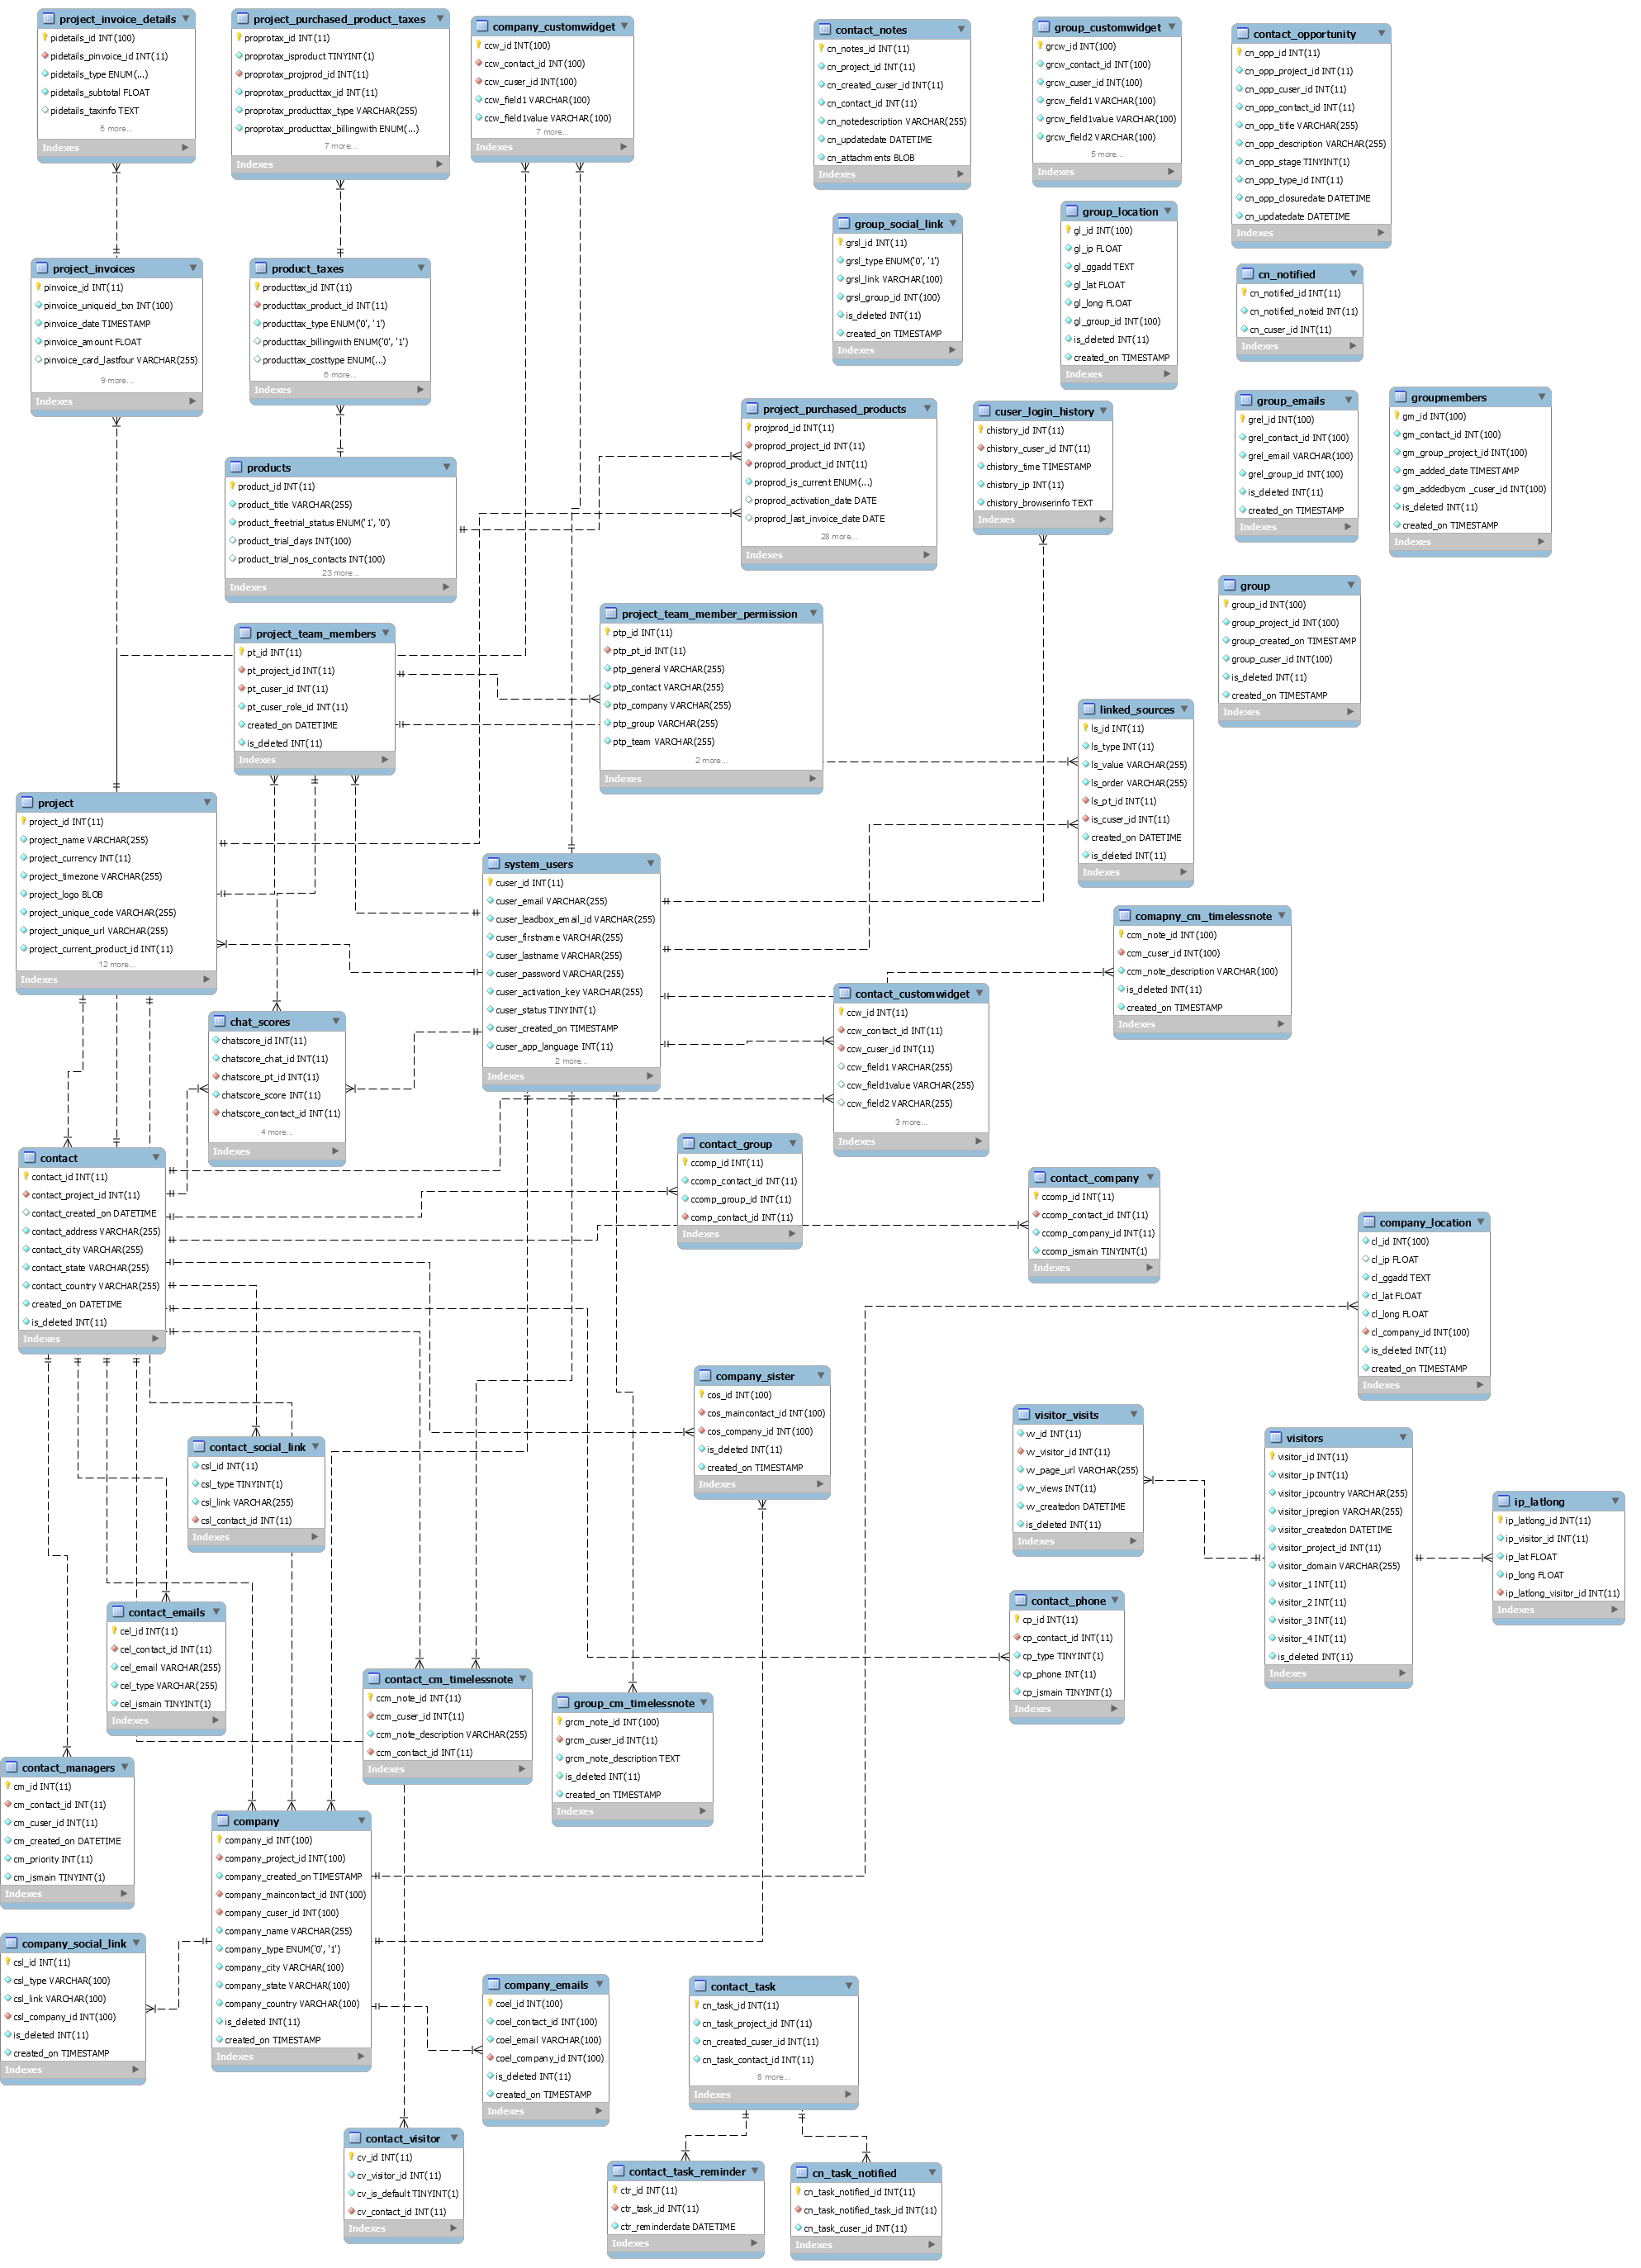 project_invoice_details
pidetails_id INT(100)
pidetails_pinvoice_id INT(11)
pidetails_type ENUM(...)
pidetails_subtotal FLOAT
pidetails_taxinfo TEXT
5 more...
Indexes
project_purchased_product_taxes
proprotax_id INT(11)
proprotax_isproduct TINYINT(1)
proprotax_projprod_id INT(11)
proprotax_producttax_id INT(11)
proprotax_producttax_type VARCHAR(255)
proprotax_producttax_billingwith ENUM(...)
7 more...
Indexes
company_customwidget
ccw_id INT(100)
ccw_contact_id INT(100)
ccw_cuser_id INT(100)
ccw_field1 VARCHAR(100)
ccw_field1value VARCHAR(100)
7 more...
Indexes
contact_notes
cn_notes_id INT(11)
cn_project_id INT(11)
cn_created_cuser_id INT(11)
cn_contact_id INT(11)
cn_notedescription VARCHAR(255)
cn_updatedate DATETIME
cn_attachments BLOB
Indexes
group_customwidget
grcw_id INT(100)
grcw_contact_id INT(100)
grcw_cuser_id INT(100)
grcw_field1 VARCHAR(100)
grcw_field1value VARCHAR(100)
grcw_field2 VARCHAR(100)
5 more...
Indexes
contact_opportunity
cn_opp_id INT(11)
cn_opp_project_id INT(11)
cn_opp_cuser_id INT(11)
cn_opp_contact_id INT(11)
cn_opp_title VARCHAR(255)
cn_opp_description VARCHAR(255)
cn_opp_stage TINYINT(1)
cn_opp_type_id INT(11)
cn_opp_closuredate DATETIME
cn_updatedate DATETIME
Indexes
group_social_link
grsl_id INT(11)
grsl_type ENUM('0', '1')
grsl_link VARCHAR(100)
grsl_group_id INT(100)
is_deleted INT(11)
created_on TIMESTAMP
Indexes
group_location
gl_id INT(100)
gl_ip FLOAT
gl_ggadd TEXT
gl_lat FLOAT
gl_long FLOAT
gl_group_id INT(100)
is_deleted INT(11)
created_on TIMESTAMP
Indexes
cn_notified
cn_notified_id INT(11)
cn_notified_noteid INT(11)
cn_cuser_id INT(11)
Indexes
project_invoices
pinvoice_id INT(11)
pinvoice_uniqueid_txn INT(100)
pinvoice_date TIMESTAMP
pinvoice_amount FLOAT
pinvoice_card_lastfour VARCHAR(255)
9 more...
Indexes
product_taxes
producttax_id INT(11)
producttax_product_id INT(11)
producttax_type ENUM('0', '1')
producttax_billingwith ENUM('0', '1')
producttax_costtype ENUM(...)
6 more...
Indexes
project_purchased_products
projprod_id INT(11)
proprod_project_id INT(11)
proprod_product_id INT(11)
proprod_is_current ENUM(...)
proprod_activation_date DATE
proprod_last_invoice_date DATE
28 more...
Indexes
cuser_login_history
chistory_id INT(11)
chistory_cuser_id INT(11)
chistory_time TIMESTAMP
chistory_ip INT(11)
chistory_browserinfo TEXT
Indexes
group_emails
grel_id INT(100)
grel_contact_id INT(100)
grel_email VARCHAR(100)
grel_group_id INT(100)
is_deleted INT(11)
created_on TIMESTAMP
Indexes
groupmembers
gm_id INT(100)
gm_contact_id INT(100)
gm_group_project_id INT(100)
gm_added_date TIMESTAMP
gm_addedbycm _cuser_id INT(100)
is_deleted INT(11)
created_on TIMESTAMP
Indexes
products
product_id INT(11)
product_title VARCHAR(255)
product_freetrial_status ENUM('1', '0')
product_trial_days INT(100)
product_trial_nos_contacts INT(100)
23 more...
Indexes
group
group_id INT(100)
group_project_id INT(100)
group_created_on TIMESTAMP
group_cuser_id INT(100)
is_deleted INT(11)
created_on TIMESTAMP
Indexes
project_team_members
pt_id INT(11)
pt_project_id INT(11)
pt_cuser_id INT(11)
pt_cuser_role_id INT(11)
created_on DATETIME
is_deleted INT(11)
Indexes
project_team_member_permission
ptp_id INT(11)
ptp_pt_id INT(11)
ptp_general VARCHAR(255)
ptp_contact VARCHAR(255)
ptp_company VARCHAR(255)
ptp_group VARCHAR(255)
ptp_team VARCHAR(255)
2 more...
Indexes
linked_sources
ls_id INT(11)
ls_type INT(11)
ls_value VARCHAR(255)
ls_order VARCHAR(255)
ls_pt_id INT(11)
is_cuser_id INT(11)
created_on DATETIME
is_deleted INT(11)
Indexes
project
project_id INT(11)
project_name VARCHAR(255)
project_currency INT(11)
project_timezone VARCHAR(255)
project_logo BLOB
project_unique_code VARCHAR(255)
project_unique_url VARCHAR(255)
project_current_product_id INT(11)
12 more...
Indexes
system_users
cuser_id INT(11)
cuser_email VARCHAR(255)
cuser_leadbox_email_id VARCHAR(255)
cuser_firstname VARCHAR(255)
cuser_lastname VARCHAR(255)
cuser_password VARCHAR(255)
cuser_activation_key VARCHAR(255)
cuser_status TINYINT(1)
cuser_created_on TIMESTAMP
cuser_app_language INT(11)
2 more...
Indexes
comapny_cm_timelessnote
ccm_note_id INT(100)
ccm_cuser_id INT(100)
ccm_note_description VARCHAR(100)
is_deleted INT(11)
created_on TIMESTAMP
Indexes
chat_scores
chatscore_id INT(11)
chatscore_chat_id INT(11)
chatscore_pt_id INT(11)
chatscore_score INT(11)
chatscore_contact_id INT(11)
4 more...
Indexes
contact_customwidget
ccw_id INT(11)
ccw_contact_id INT(11)
ccw_cuser_id INT(11)
ccw_field1 VARCHAR(255)
ccw_field1value VARCHAR(255)
ccw_field2 VARCHAR(255)
3 more...
Indexes
contact
contact_id INT(11)
contact_project_id INT(11)
contact_created_on DATETIME
contact_address VARCHAR(255)
contact_city VARCHAR(255)
contact_state VARCHAR(255)
contact_country VARCHAR(255)
created_on DATETIME
is_deleted INT(11)
Indexes
contact_group
ccomp_id INT(11)
ccomp_contact_id INT(11)
ccomp_group_id INT(11)
comp_contact_id INT(11)
Indexes
contact_company
ccomp_id INT(11)
ccomp_contact_id INT(11)
ccomp_company_id INT(11)
ccomp_ismain TINYINT(1)
Indexes
company_location
cl_id INT(100)
cl_ip FLOAT
cl_ggadd TEXT
cl_lat FLOAT
cl_long FLOAT
cl_company_id INT(100)
is_deleted INT(11)
created_on TIMESTAMP
Indexes
company_sister
cos_id INT(100)
cos_maincontact_id INT(100)
cos_company_id INT(100)
is_deleted INT(11)
created_on TIMESTAMP
Indexes
visitor_visits
vv_id INT(11)
vv_visitor_id INT(11)
vv_page_url VARCHAR(255)
vv_views INT(11)
vv_createdon DATETIME
is_deleted INT(11)
Indexes
visitors
visitor_id INT(11)
visitor_ip INT(11)
visitor_ipcountry VARCHAR(255)
visitor_ipregion VARCHAR(255)
visitor_createdon DATETIME
visitor_project_id INT(11)
visitor_domain VARCHAR(255)
visitor_1 INT(11)
visitor_2 INT(11)
visitor_3 INT(11)
visitor_4 INT(11)
is_deleted INT(11)
Indexes
ip_latlong
ip_latlong_id INT(11)
ip_visitor_id INT(11)
ip_lat FLOAT
ip_long FLOAT
ip_latlong_visitor_id INT(11)
Indexes
contact_social_link
csl_id INT(11)
csl_type TINYINT(1)
csl_link VARCHAR(255)
csl_contact_id INT(11)
Indexes
contact_emails
cel_id INT(11)
cel_contact_id INT(11)
cel_email VARCHAR(255)
cel_type VARCHAR(255)
cel_ismain TINYINT(1)
Indexes
contact_phone
cp_id INT(11)
cp_contact_id INT(11)
cp_type TINYINT(1)
cp_phone INT(11)
cp_ismain TINYINT(1)
Indexes
contact_cm_timelessnote
ccm_note_id INT(11)
ccm_cuser_id INT(11)
ccm_note_description VARCHAR(255)
ccm_contact_id INT(11)
Indexes
group_cm_timelessnote
grcm_note_id INT(100)
grcm_cuser_id INT(11)
grcm_note_description TEXT
is_deleted INT(11)
created_on TIMESTAMP
Indexes
contact_managers
cm_id INT(11)
cm_contact_id INT(11)
cm_cuser_id INT(11)
cm_created_on DATETIME
cm_priority INT(11)
cm_ismain TINYINT(1)
Indexes
company
company_id INT(100)
company_project_id INT(100)
company_created_on TIMESTAMP
company_maincontact_id INT(100)
company_cuser_id INT(100)
company_name VARCHAR(255)
company_type ENUM('0', '1')
company_city VARCHAR(100)
company_state VARCHAR(100)
company_country VARCHAR(100)
is_deleted INT(11)
created_on TIMESTAMP
Indexes
company_social_link
csl_id INT(11)
csl_type VARCHAR(100)
csl_link VARCHAR(100)
csl_company_id INT(100)
is_deleted INT(11)
created_on TIMESTAMP
Indexes
company_emails
coel_id INT(100)
coel_contact_id INT(100)
coel_email VARCHAR(100)
coel_company_id INT(100)
is_deleted INT(11)
created_on TIMESTAMP
Indexes
contact_task
cn_task_id INT(11)
cn_task_project_id INT(11)
cn_created_cuser_id INT(11)
cn_task_contact_id INT(11)
8 more...
Indexes
contact_visitor
cv_id INT(11)
cv_visitor_id INT(11)
cv_is_default TINYINT(1)
cv_contact_id INT(11)
Indexes
contact_task_reminder
ctr_id INT(11)
ctr_task_id INT(11)
ctr_reminderdate DATETIME
Indexes
cn_task_notified
cn_task_notified_id INT(11)
cn_task_notified_task_id INT(11)
cn_task_cuser_id INT(11)
Indexes